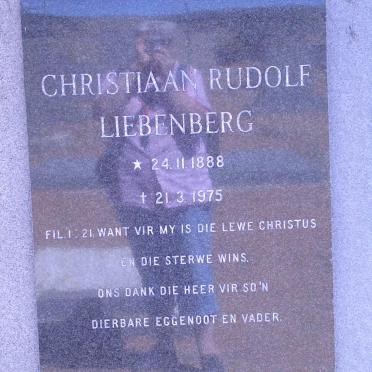 CHRISTIAAN RUDOLF
LIEBENBERG
★ 24.11.1888
† 21.3.1975
FIL.1:21. WANT VIR MY IS DIE LEWE CHRISTUS
EN DIE STERWE WINS.
ONS DANK DIE HEER VIR SO'N
DIERBARE EGGENOOT EN VADER.